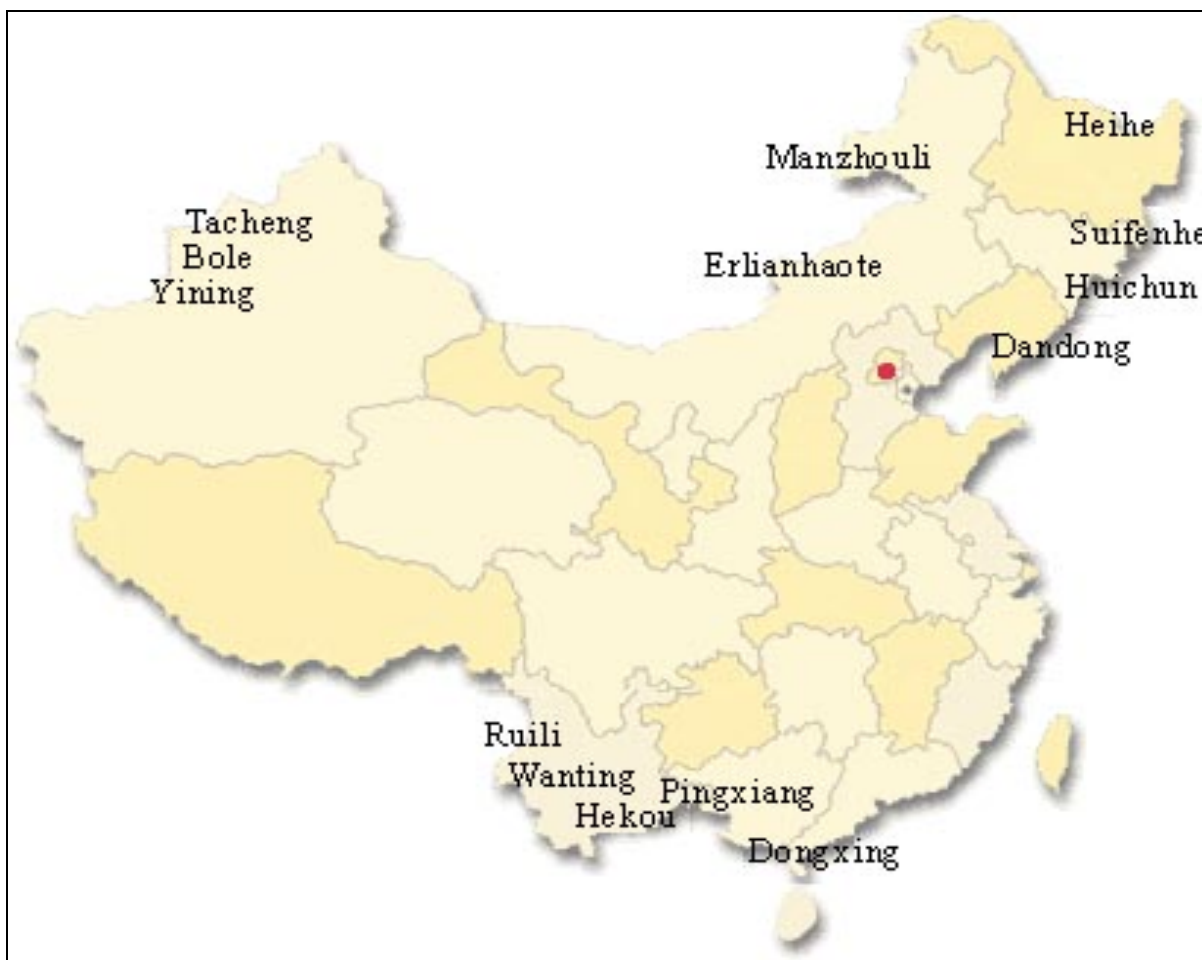 Heihe
Manzhouli
Tacheng
Suifenhe
Bole
Erlianhaote
Yining
Huichun
Dandong
Ruili
Wanting
Pingxiang
Hekou
Dongxing